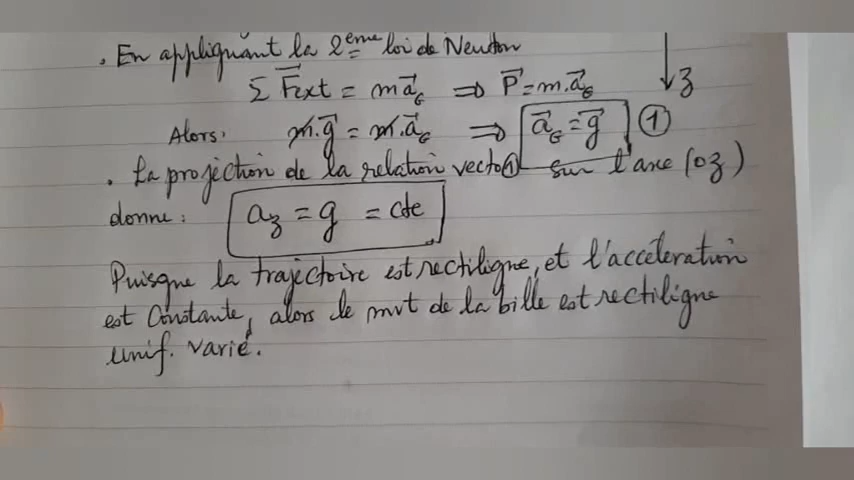 . En appliquant la 2ème loi de Newton
Σ F⃗ext = m a⃗G ⇒ P⃗ = m.a⃗G
z
Alors: m.g⃗ = m.a⃗G ⇒ a⃗G = g⃗ ①
. La projection de la relation vecto① sur l'axe (oz)
donne: az = g = cte
Puisque la trajectoire est rectiligne, et l'accéleration
est Constante, alors le mvt de la bille est rectiligne
unif. varié.